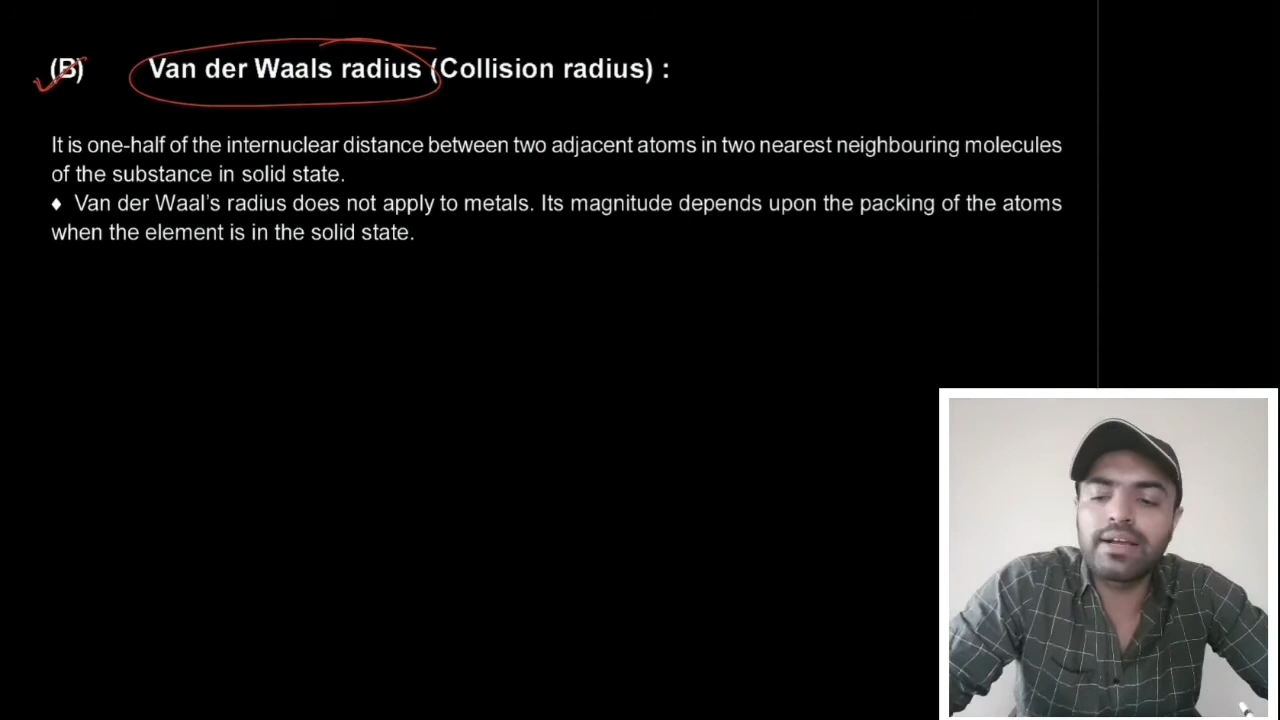 (B) Van der Waals radius (Collision radius) :
It is one-half of the internuclear distance between two adjacent atoms in two nearest neighbouring molecules
of the substance in solid state.
♦ Van der Waal's radius does not apply to metals. Its magnitude depends upon the packing of the atoms
when the element is in the solid state.